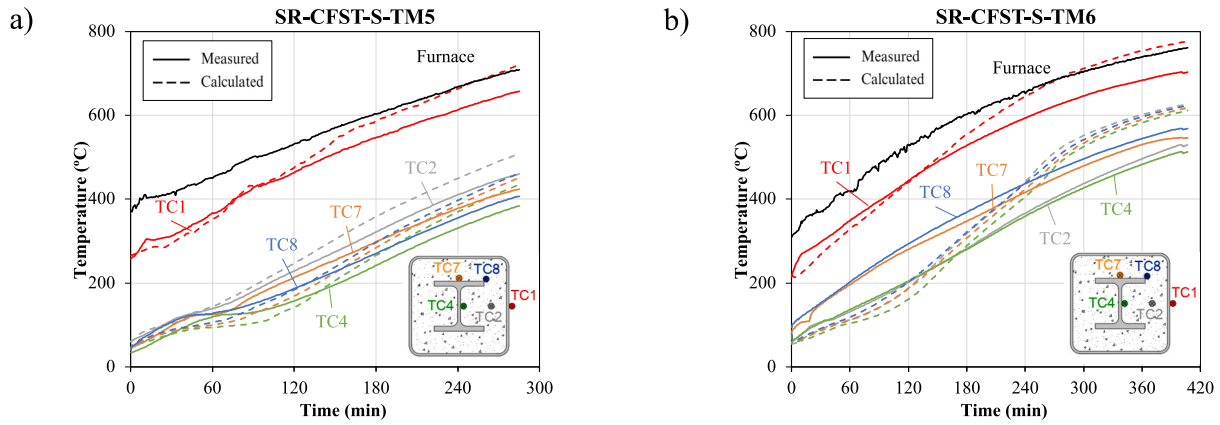 a)
SR-CFST-S-TM5
Temperature (ºC)
800
600
400
200
0
Measured
Calculated
Furnace
TC1
TC2
TC7
TC8
TC4
TC7
TC8
TC1
TC4
TC2
0
60
120
180
240
300
Time (min)
b)
SR-CFST-S-TM6
Temperature (ºC)
800
600
400
200
0
Measured
Calculated
Furnace
TC1
TC8
TC7
TC4
TC2
TC7
TC8
TC1
TC4
TC2
0
60
120
180
240
300
360
420
Time (min)